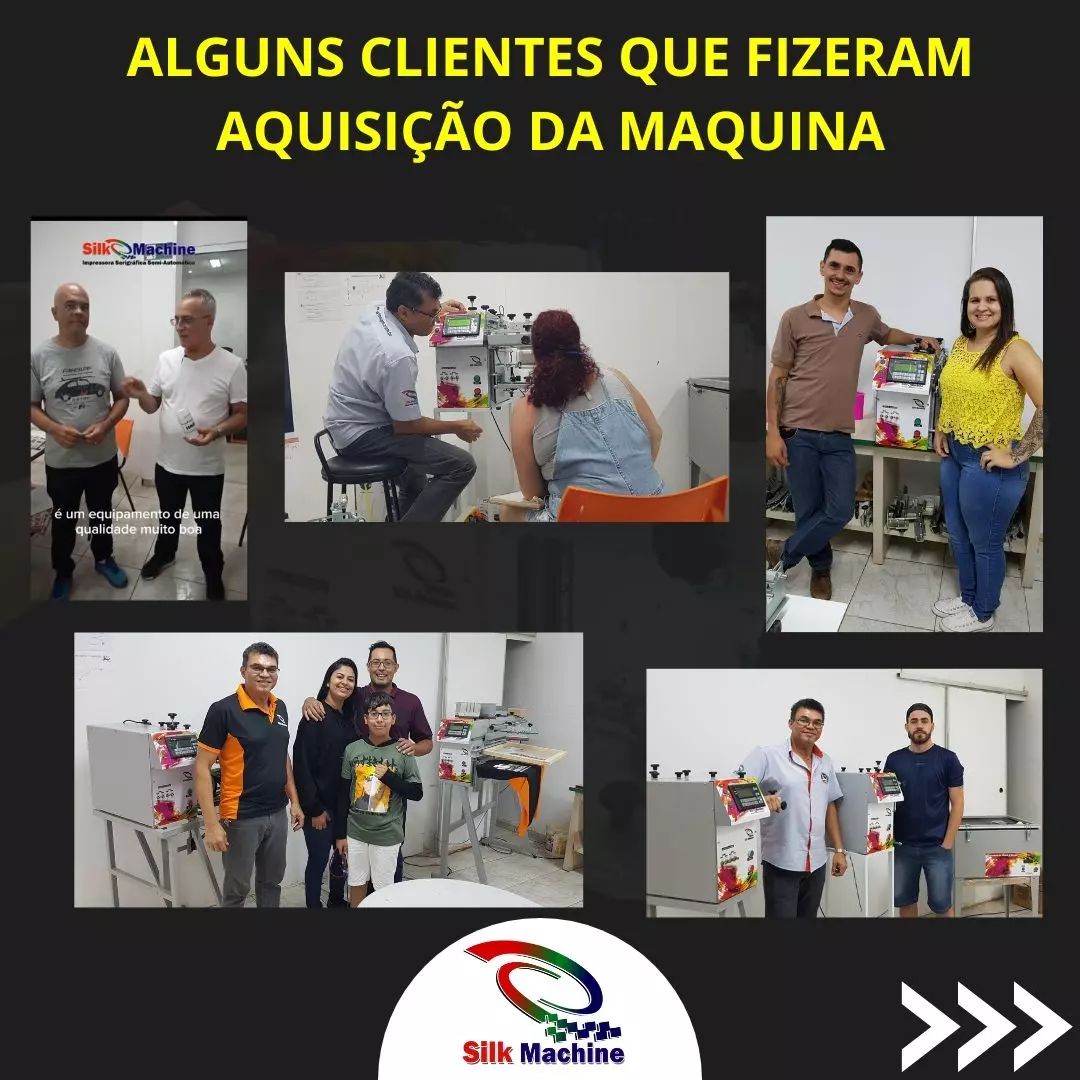 ALGUNS CLIENTES QUE FIZERAM
AQUISIÇÃO DA MAQUINA
Silk Machine
Impressora Serigráfica Semi-Automática
é um equipamento de uma
qualidade muito boa
Silk Machine